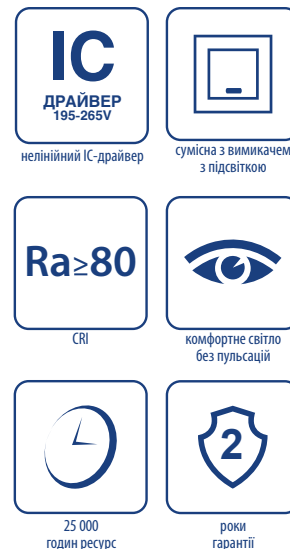 IC
ДРАЙВЕР
195-265V
нелінійний ІС-драйвер
сумісна з вимикачем
з підсвіткою
Ra≥80
CRI
комфортне світло
без пульсацій
25 000
годин ресурс
2
роки
гарантії